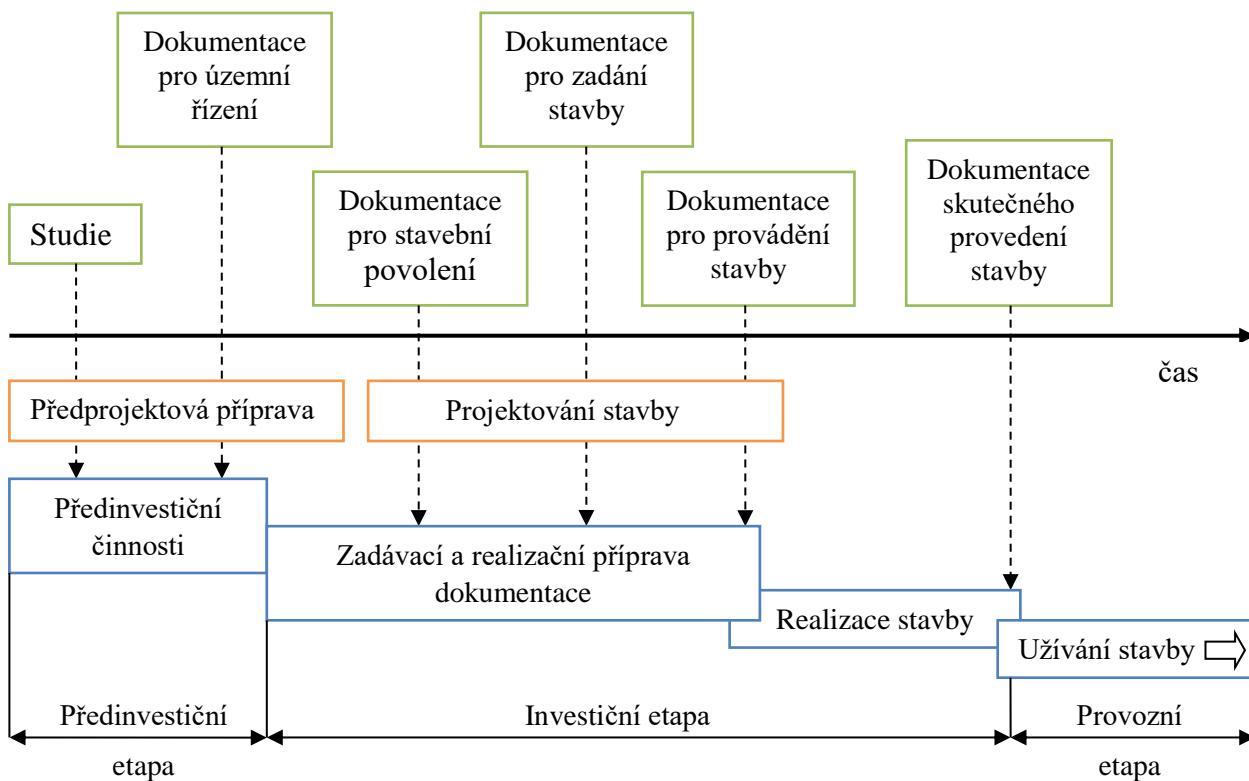 Dokumentace
pro územní
řízení
Dokumentace
pro zadání
stavby
Studie
Dokumentace
pro stavební
povolení
Dokumentace
pro provádění
stavby
Dokumentace
skutečného
provedení
stavby
čas
Předprojektová příprava
Projektování stavby
Předinvestiční
činnosti
Zadávací a realizační příprava
dokumentace
Realizace stavby
Užívání stavby
Předinvestiční
etapa
Investiční etapa
Provozní
etapa